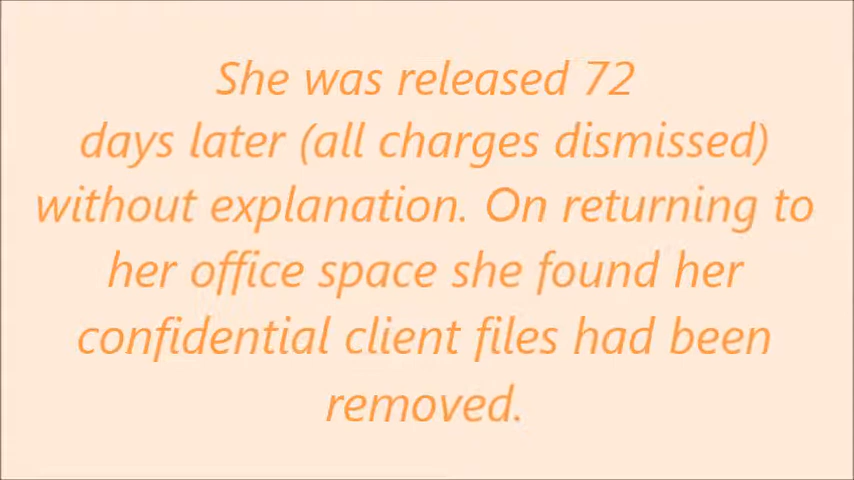 She was released 72
days later (all charges dismissed)
without explanation. On returning to
her office space she found her
confidential client files had been
removed.